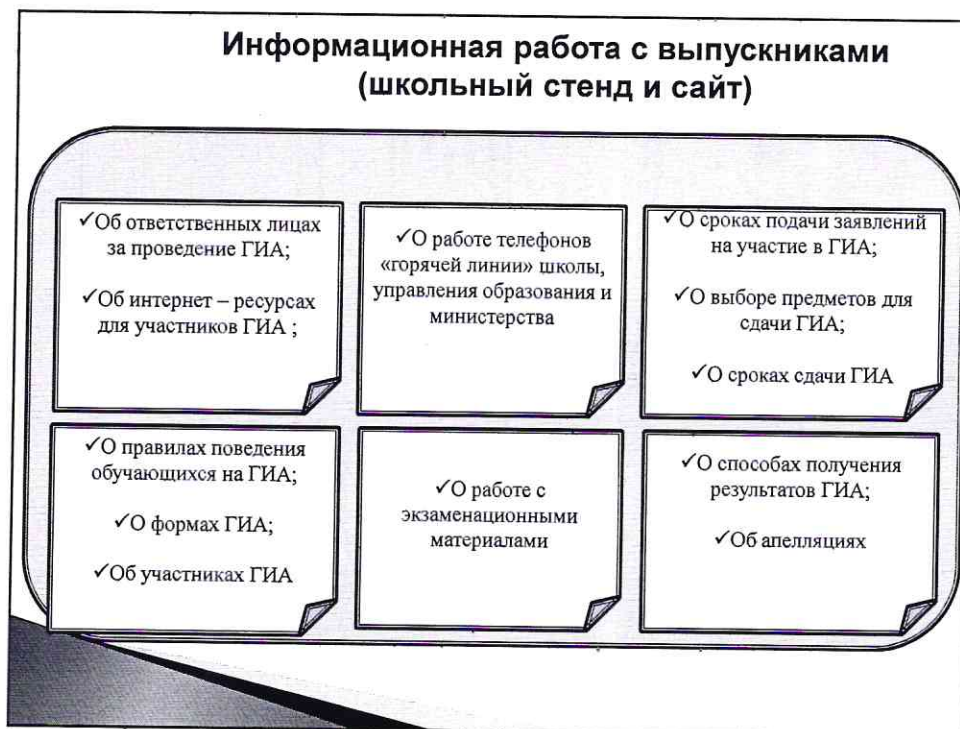 Информационная работа с выпускниками
(школьный стенд и сайт)
✓Об ответственных лицах
за проведение ГИА;
✓Об интернет – ресурсах
для участников ГИА ;
✓О работе телефонов
«горячей линии» школы,
управления образования и
министерства
✓О сроках подачи заявлений
на участие в ГИА;
✓О выборе предметов для
сдачи ГИА;
✓О сроках сдачи ГИА
✓О правилах поведения
обучающихся на ГИА;
✓О формах ГИА;
✓Об участниках ГИА
✓О работе с
экзаменационными
материалами
✓О способах получения
результатов ГИА;
✓Об апелляциях